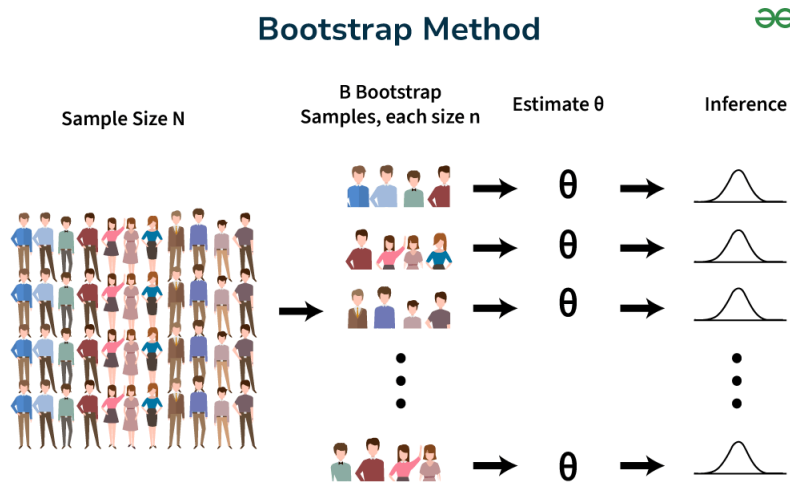 Bootstrap Method
Sample Size N
B Bootstrap
Samples, each size n
Estimate θ
Inference
θ
θ
θ
θ